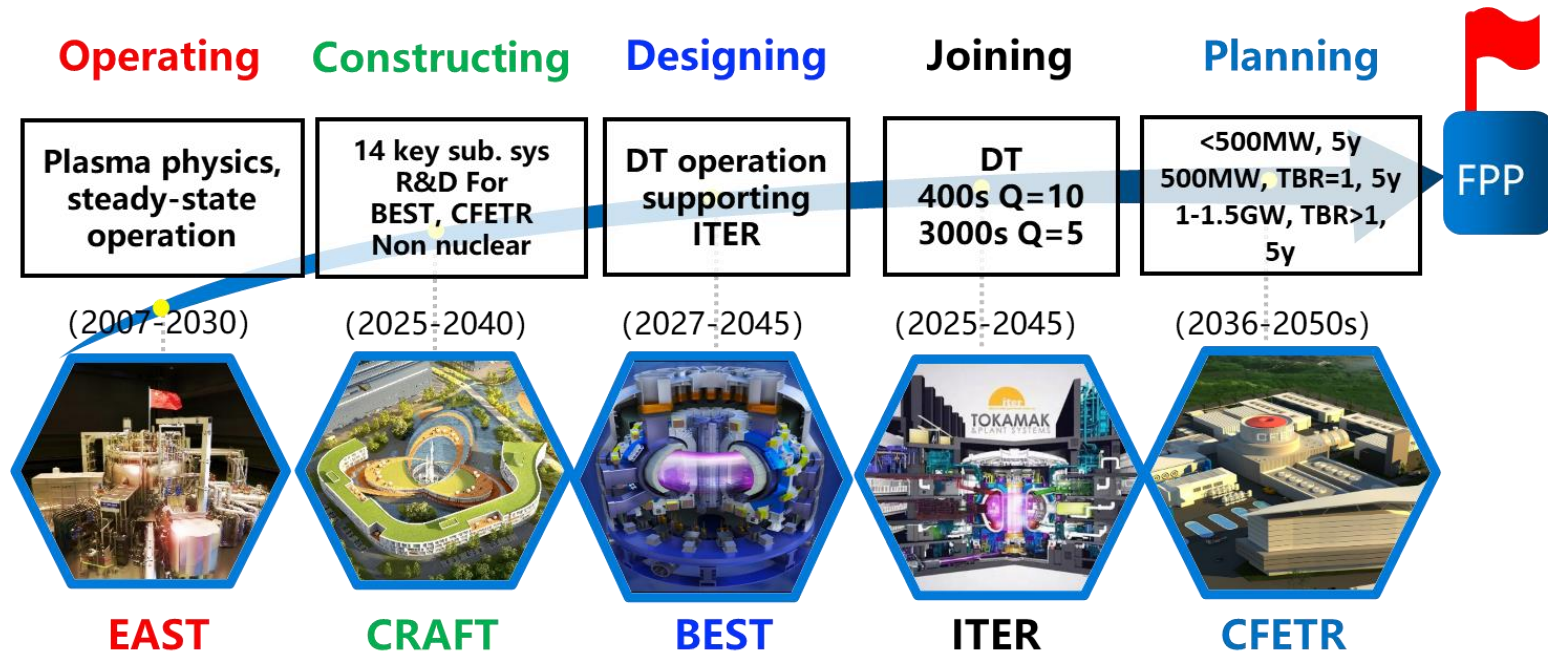 Operating
Constructing
Designing
Joining
Planning
Plasma physics,
steady-state
operation
14 key sub. sys
R&D For
BEST, CFETR
Non nuclear
DT operation
supporting
ITER
DT
400s Q=10
3000s Q=5
<500MW, 5y
500MW, TBR=1, 5y
1-1.5GW, TBR>1,
5y
FPP
(2007-2030)
(2025-2040)
(2027-2045)
(2025-2045)
(2036-2050s)
iter
TOKAMAK
& PLANT SYSTEMS
EAST
CRAFT
BEST
ITER
CFETR